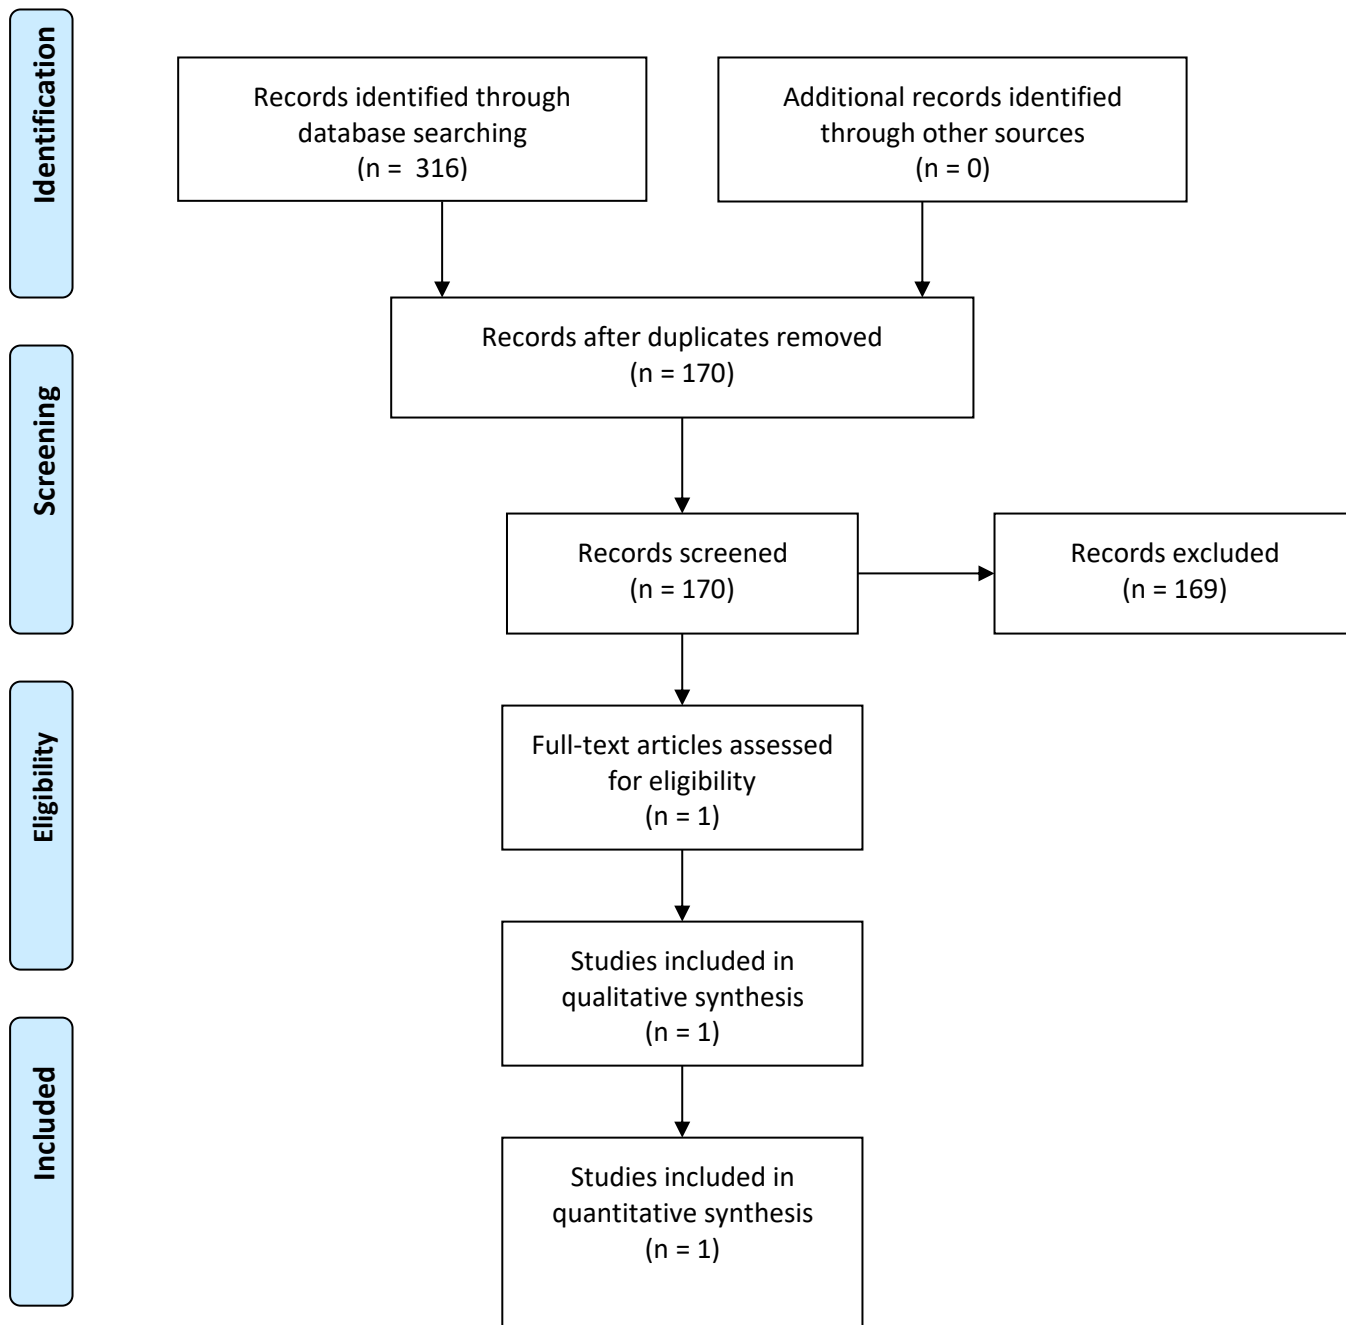 Identification
Records identified through
database searching
(n =  316)
Additional records identified
through other sources
(n = 0)
Records after duplicates removed
(n = 170)
Screening
Records screened
(n = 170)
Records excluded
(n = 169)
Eligibility
Full-text articles assessed
for eligibility
(n = 1)
Studies included in
qualitative synthesis
(n = 1)
Included
Studies included in
quantitative synthesis
(n = 1)